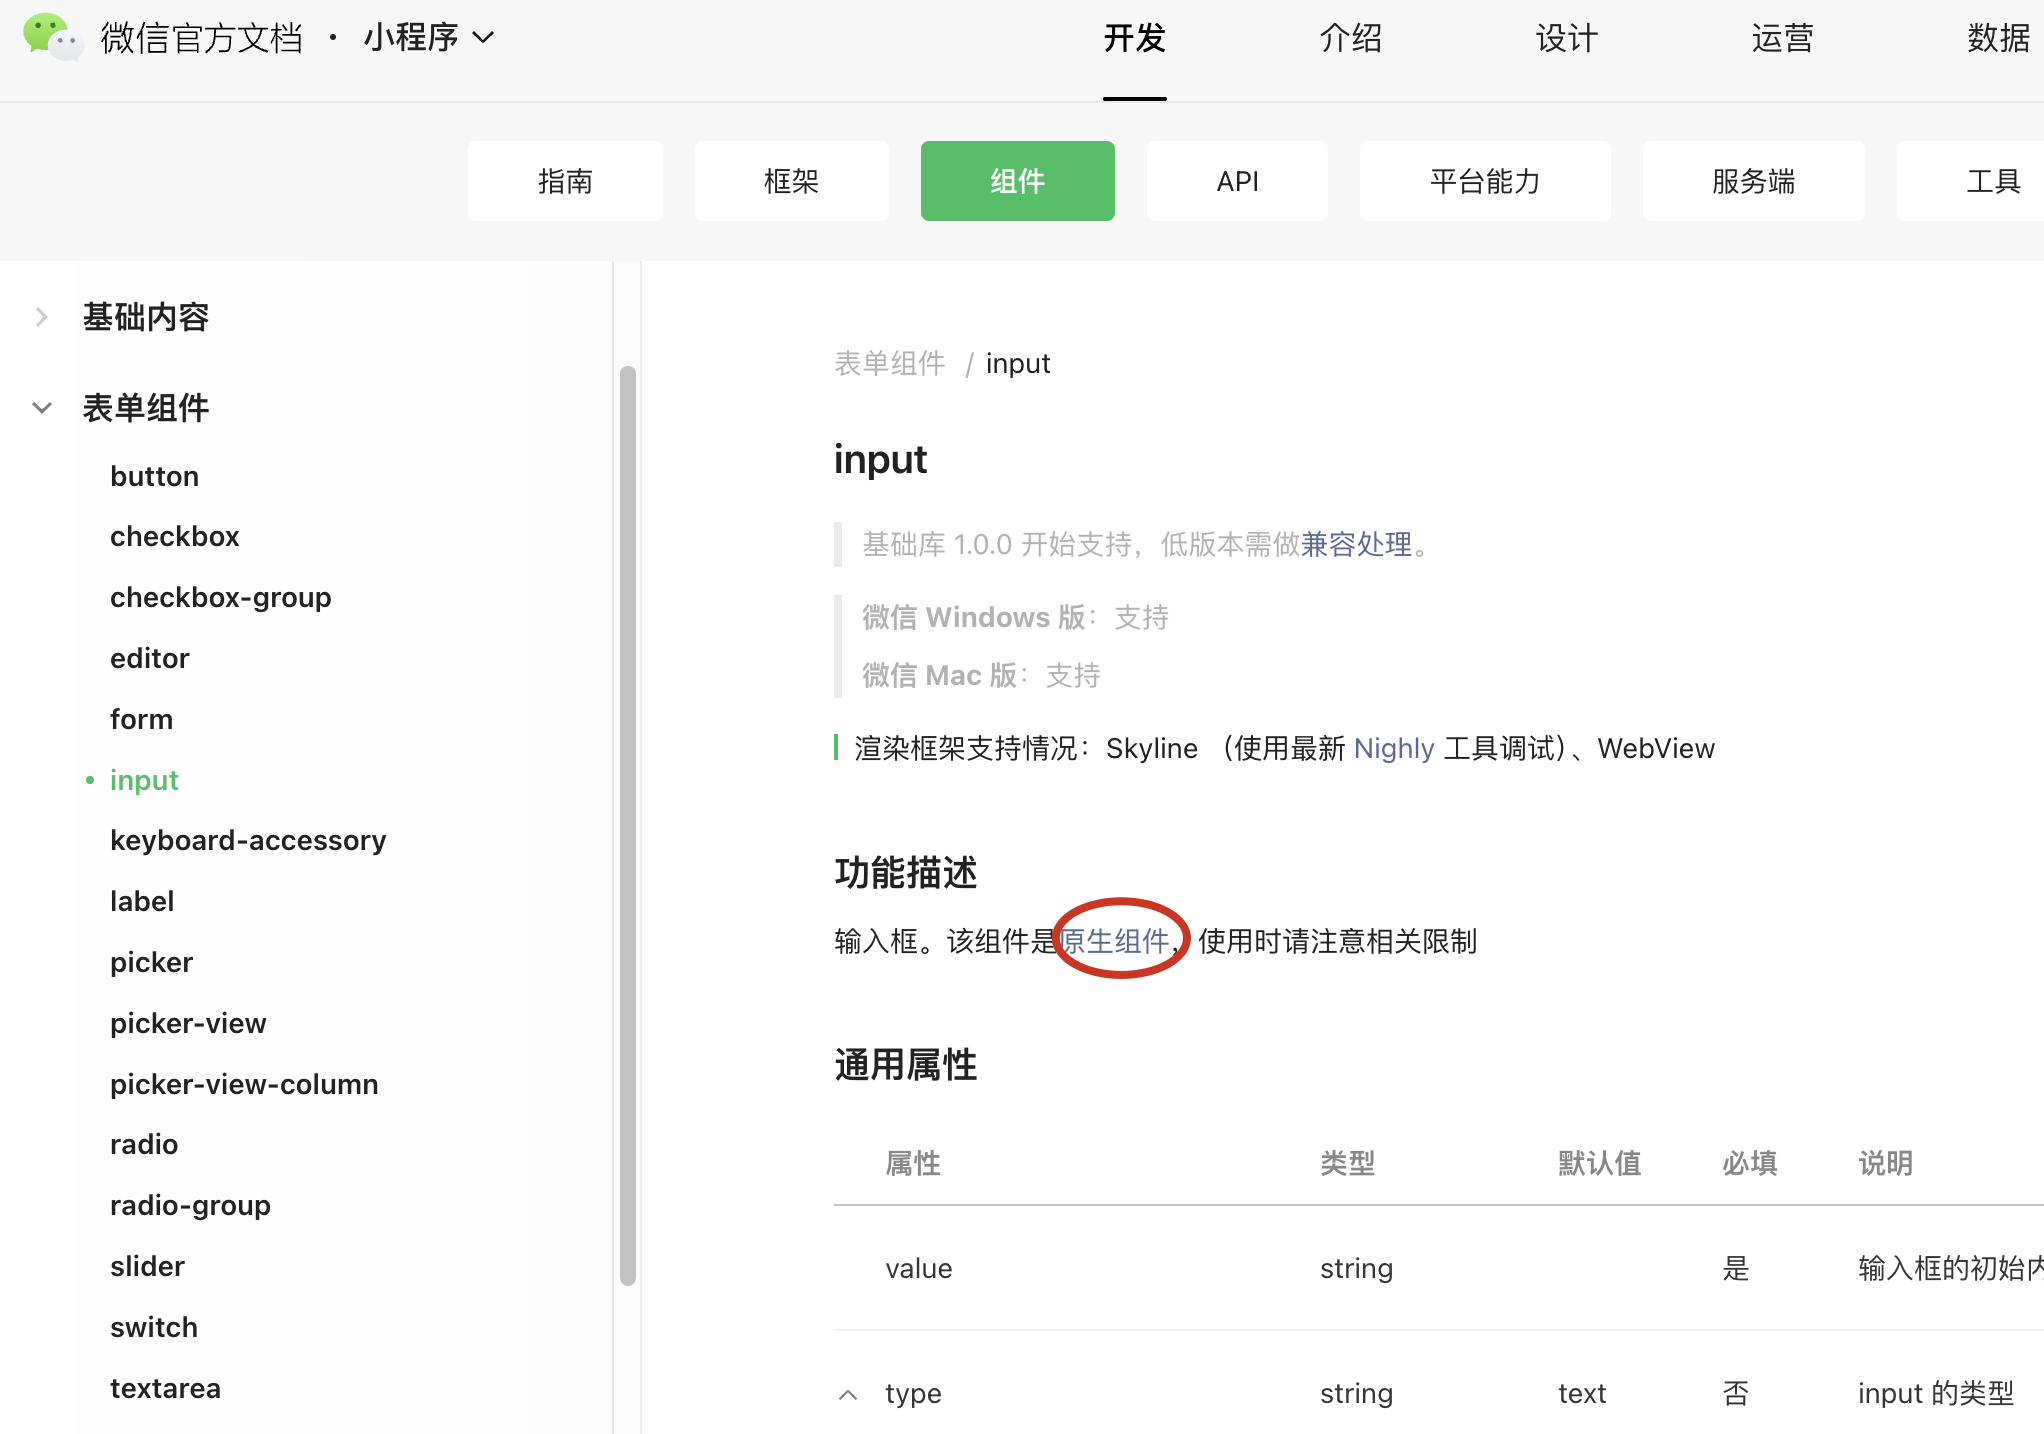 微信官方文档 · 小程序
开发 介绍 设计 运营 数据
指南 框架 组件 API 平台能力 服务端 工具
基础内容
表单组件
button
checkbox
checkbox-group
editor
form
input
keyboard-accessory
label
picker
picker-view
picker-view-column
radio
radio-group
slider
switch
textarea
表单组件 / input
input
基础库 1.0.0 开始支持，低版本需做兼容处理。
微信 Windows 版：支持
微信 Mac 版：支持
渲染框架支持情况：Skyline （使用最新 Nighly 工具调试）、WebView
功能描述
输入框。该组件是原生组件，使用时请注意相关限制
通用属性
属性 类型 默认值 必填 说明
value string 是 输入框的初始内
type string text 否 input 的类型